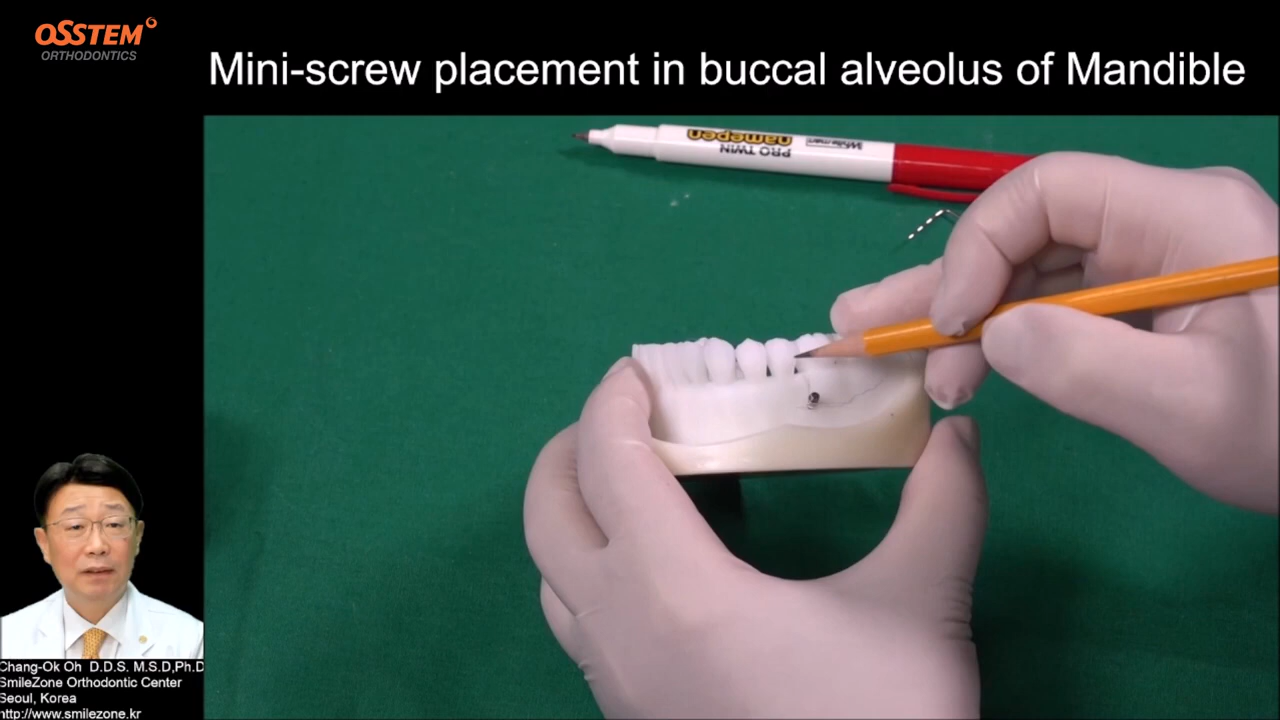 OSSTEM
ORTHODONTICS
Mini-screw placement in buccal alveolus of Mandible
namepen
PRO TWIN
Chang-Ok Oh D.D.S. M.S.D,Ph.D
SmileZone Orthodontic Center
Seoul, Korea
http://www.smilezone.kr